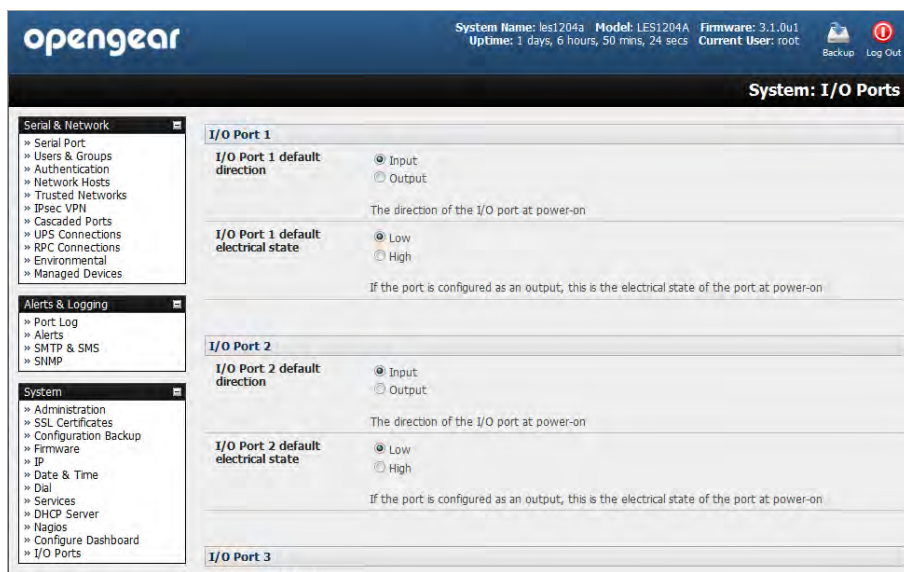 opengear
System Name: les1204a Model: LES1204A Firmware: 3.1.0u1
Uptime: 1 days, 6 hours, 50 mins, 24 secs Current User: root
Backup
Log Out
System: I/O Ports
Serial & Network
» Serial Port
» Users & Groups
» Authentication
» Network Hosts
» Trusted Networks
» IPsec VPN
» Cascaded Ports
» UPS Connections
» RPC Connections
» Environmental
» Managed Devices
Alerts & Logging
» Port Log
» Alerts
» SMTP & SMS
» SNMP
System
» Administration
» SSL Certificates
» Configuration Backup
» Firmware
» IP
» Date & Time
» Dial
» Services
» DHCP Server
» Nagios
» Configure Dashboard
» I/O Ports
I/O Port 1
I/O Port 1 default
direction
Input
Output
The direction of the I/O port at power-on
I/O Port 1 default
electrical state
Low
High
If the port is configured as an output, this is the electrical state of the port at power-on
I/O Port 2
I/O Port 2 default
direction
Input
Output
The direction of the I/O port at power-on
I/O Port 2 default
electrical state
Low
High
If the port is configured as an output, this is the electrical state of the port at power-on
I/O Port 3